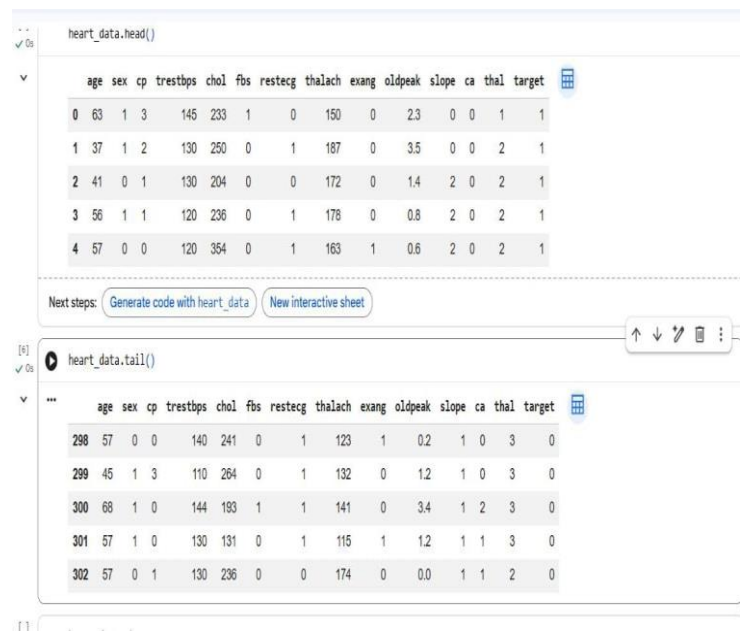 heart_data.head()
0s
age sex cp trestbps chol fbs restecg thalach exang oldpeak slope ca thal target
0 63 1 3 145 233 1 0 150 0 2.3 0 0 1 1
1 37 1 2 130 250 0 1 187 0 3.5 0 0 2 1
2 41 0 1 130 204 0 0 172 0 1.4 2 0 2 1
3 56 1 1 120 236 0 1 178 0 0.8 2 0 2 1
4 57 0 0 120 354 0 1 163 1 0.6 2 0 2 1
Next steps: Generate code with heart_data New interactive sheet
[6]
0s
heart_data.tail()
... age sex cp trestbps chol fbs restecg thalach exang oldpeak slope ca thal target
298 57 0 0 140 241 0 1 123 1 0.2 1 0 3 0
299 45 1 3 110 264 0 1 132 0 1.2 1 0 3 0
300 68 1 0 144 193 1 1 141 0 3.4 1 2 3 0
301 57 1 0 130 131 0 1 115 1 1.2 1 1 3 0
302 57 0 1 130 236 0 0 174 0 0.0 1 1 2 0
[ ]